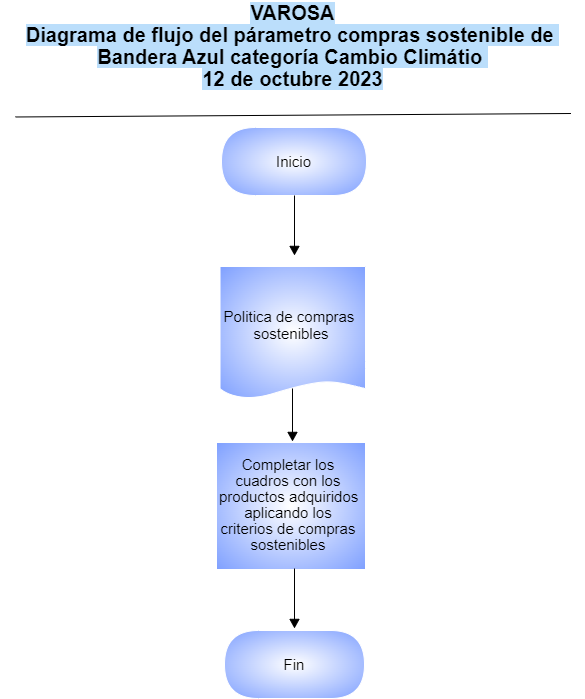 VAROSA
Diagrama de flujo del párametro compras sostenible de
Bandera Azul categoría Cambio Climátio
12 de octubre 2023
Inicio
Politica de compras
sostenibles
Completar los
cuadros con los
productos adquiridos
aplicando los
criterios de compras
sostenibles
Fin